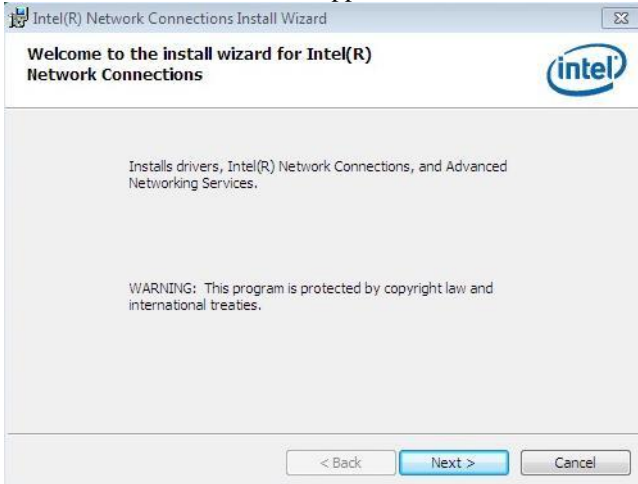 Intel(R) Network Connections Install Wizard
Welcome to the install wizard for Intel(R)
Network Connections
intel
Installs drivers, Intel(R) Network Connections, and Advanced
Networking Services.
WARNING: This program is protected by copyright law and
international treaties.
< Back Next > Cancel